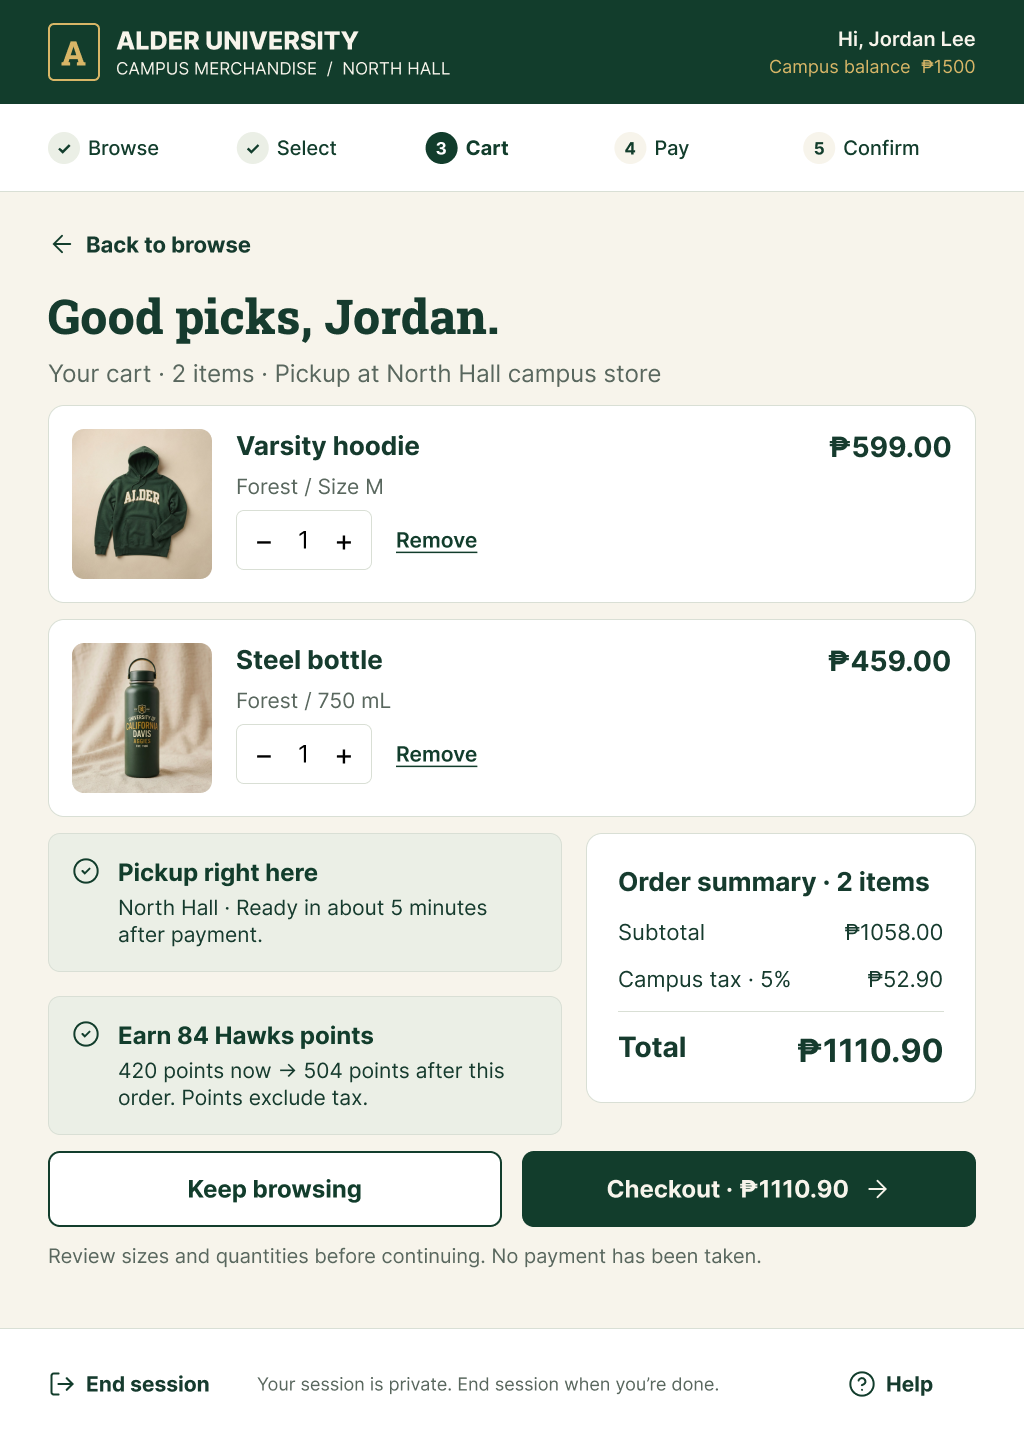 A
ALDER UNIVERSITY
CAMPUS MERCHANDISE / NORTH HALL
Hi, Jordan Lee
Campus balance ₱1500
Browse
Select
3 Cart
4 Pay
5 Confirm
Back to browse
Good picks, Jordan.
Your cart · 2 items · Pickup at North Hall campus store
ALDER
Varsity hoodie
₱599.00
Forest / Size M
− 1 +
Remove
UNIVERSITY OF
CALIFORNIA
DAVIS
AGGIES
Steel bottle
₱459.00
Forest / 750 mL
− 1 +
Remove
Pickup right here
North Hall · Ready in about 5 minutes
after payment.
Earn 84 Hawks points
420 points now → 504 points after this
order. Points exclude tax.
Order summary · 2 items
Subtotal ₱1058.00
Campus tax · 5% ₱52.90
Total ₱1110.90
Keep browsing
Checkout · ₱1110.90 →
Review sizes and quantities before continuing. No payment has been taken.
End session
Your session is private. End session when you’re done.
Help